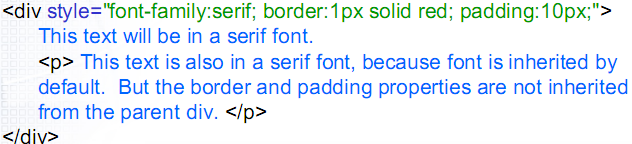 <div style="font-family:serif; border:1px solid red; padding:10px;">
This text will be in a serif font.
<p> This text is also in a serif font, because font is inherited by
default.  But the border and padding properties are not inherited
from the parent div. </p>
</div>